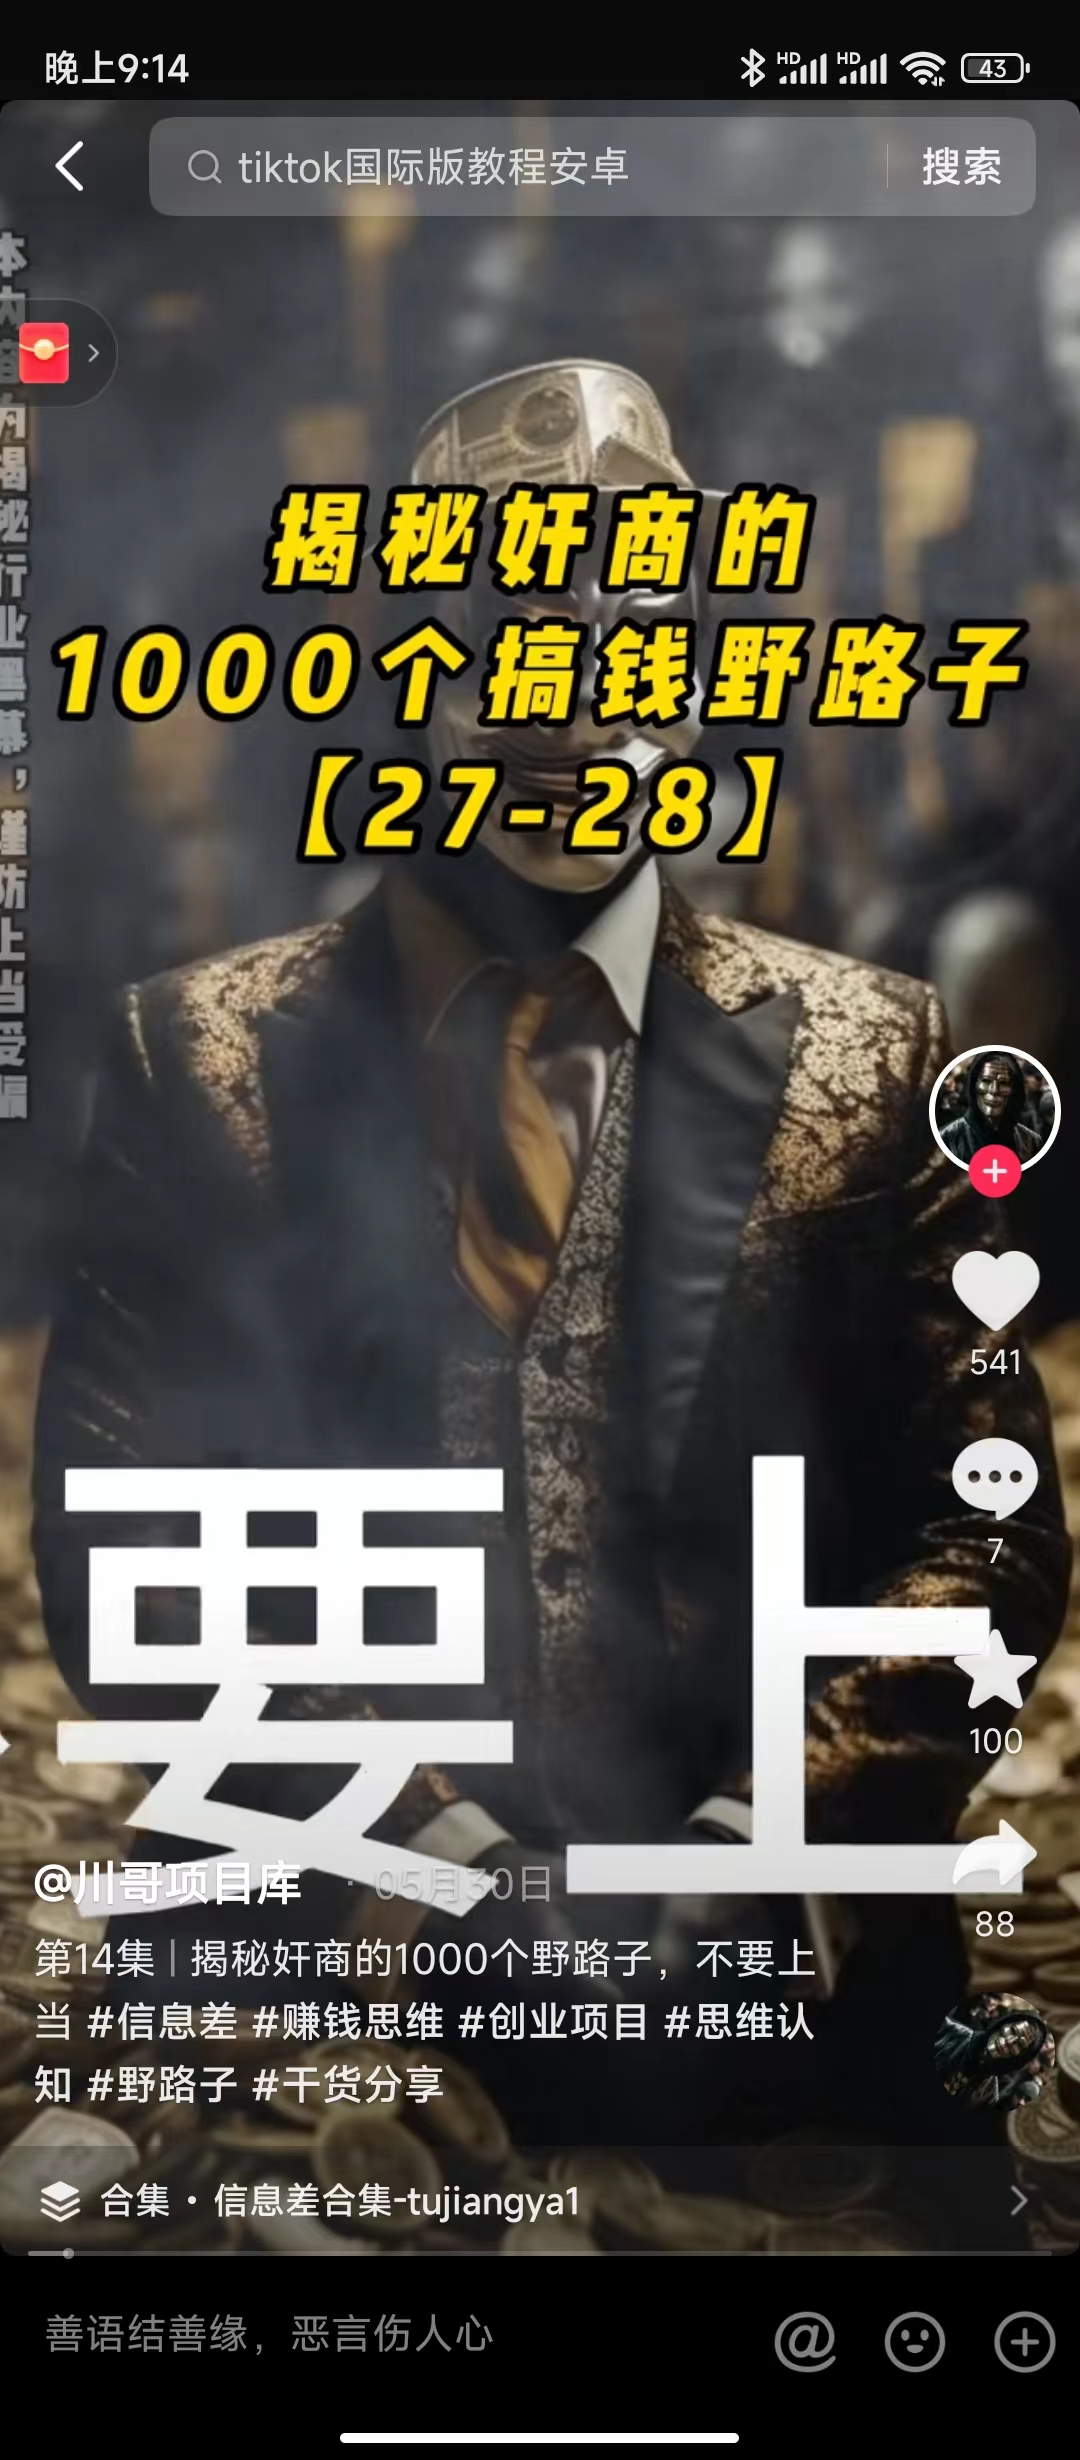 晚上9:14
HD HD 43
tiktok国际版教程安卓
搜索
本内容为揭秘行业黑幕，谨防上当受骗
揭秘奸商的
1000个搞钱野路子
【27-28】
541
7
100
88
要上
@川哥项目库 · 05月30日
第14集 | 揭秘奸商的1000个野路子，不要上
当 #信息差 #赚钱思维 #创业项目 #思维认
知 #野路子 #干货分享
合集 · 信息差合集-tujiangya1
善语结善缘，恶言伤人心